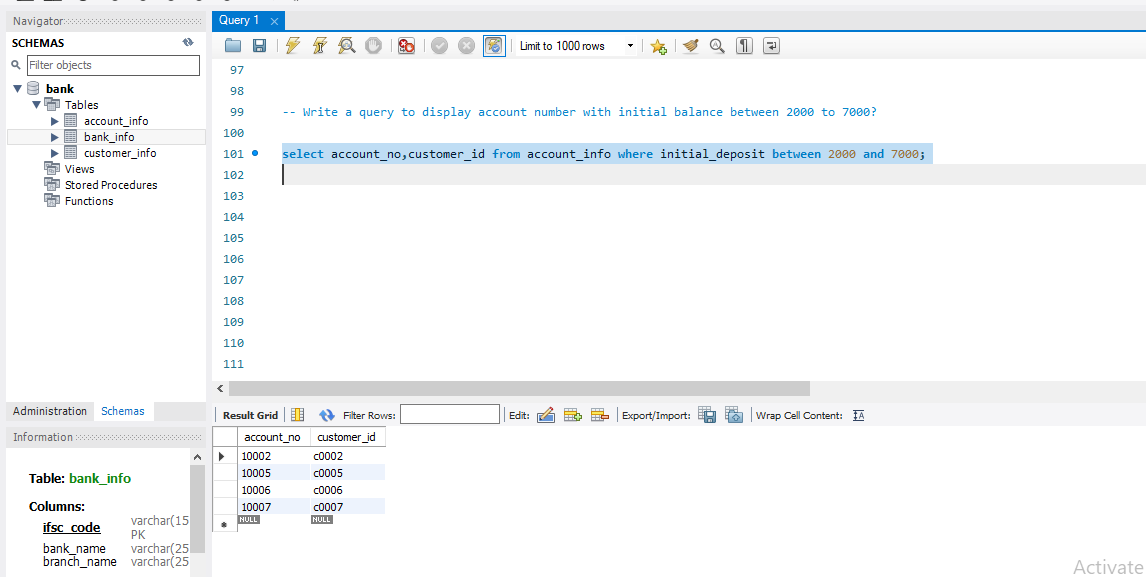 Navigator
Query 1
SCHEMAS
Limit to 1000 rows
Filter objects
bank
Tables
account_info
bank_info
customer_info
Views
Stored Procedures
Functions
97
98
99 -- Write a query to display account number with initial balance between 2000 to 7000?
100
101 select account_no,customer_id from account_info where initial_deposit between 2000 and 7000;
102
103
104
105
106
107
108
109
110
111
Administration Schemas
Result Grid Filter Rows: Edit: Export/Import: Wrap Cell Content:
Information
account_no customer_id
10002 c0002
10005 c0005
10006 c0006
10007 c0007
NULL NULL
Table: bank_info
Columns:
ifsc_code varchar(15
PK
bank_name varchar(25
branch_name varchar(25
Activate